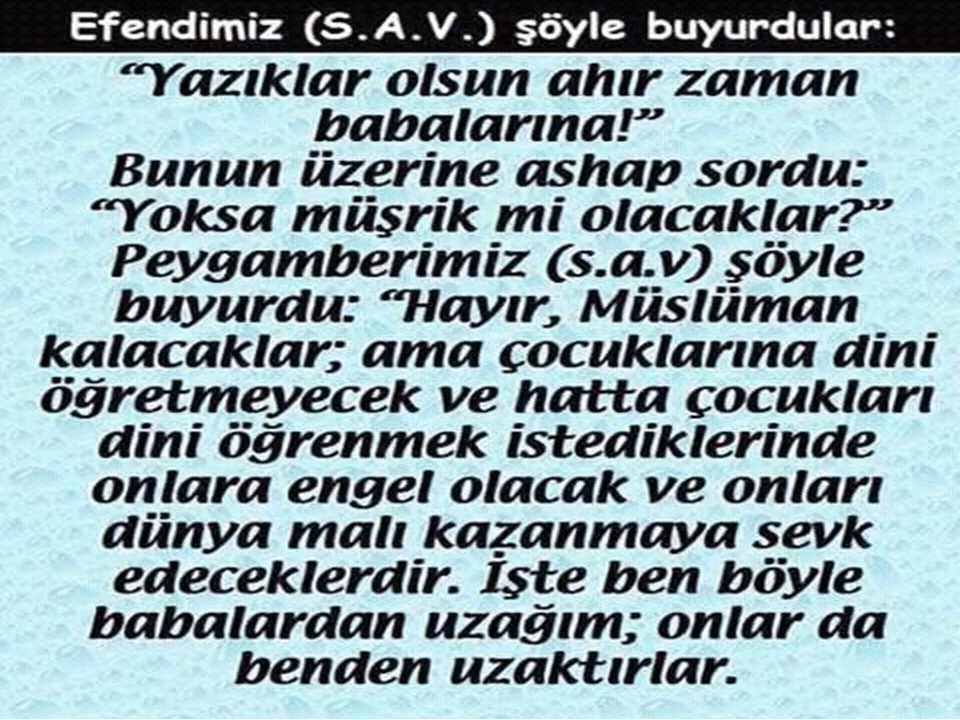 Efendimiz (S.A.V.) şöyle buyurdular:
“Yazıklar olsun ahır zaman
babalarına!”
Bunun üzerine ashap sordu:
“Yoksa müşrik mi olacaklar?”
Peygamberimiz (s.a.v) şöyle
buyurdu: “Hayır, Müslüman
kalacaklar; ama çocuklarına dini
öğretmeyecek ve hatta çocukları
dini öğrenmek istediklerinde
onlara engel olacak ve onları
dünya malı kazanmaya sevk
edeceklerdir. İşte ben böyle
babalardan uzağım; onlar da
benden uzaktırlar.